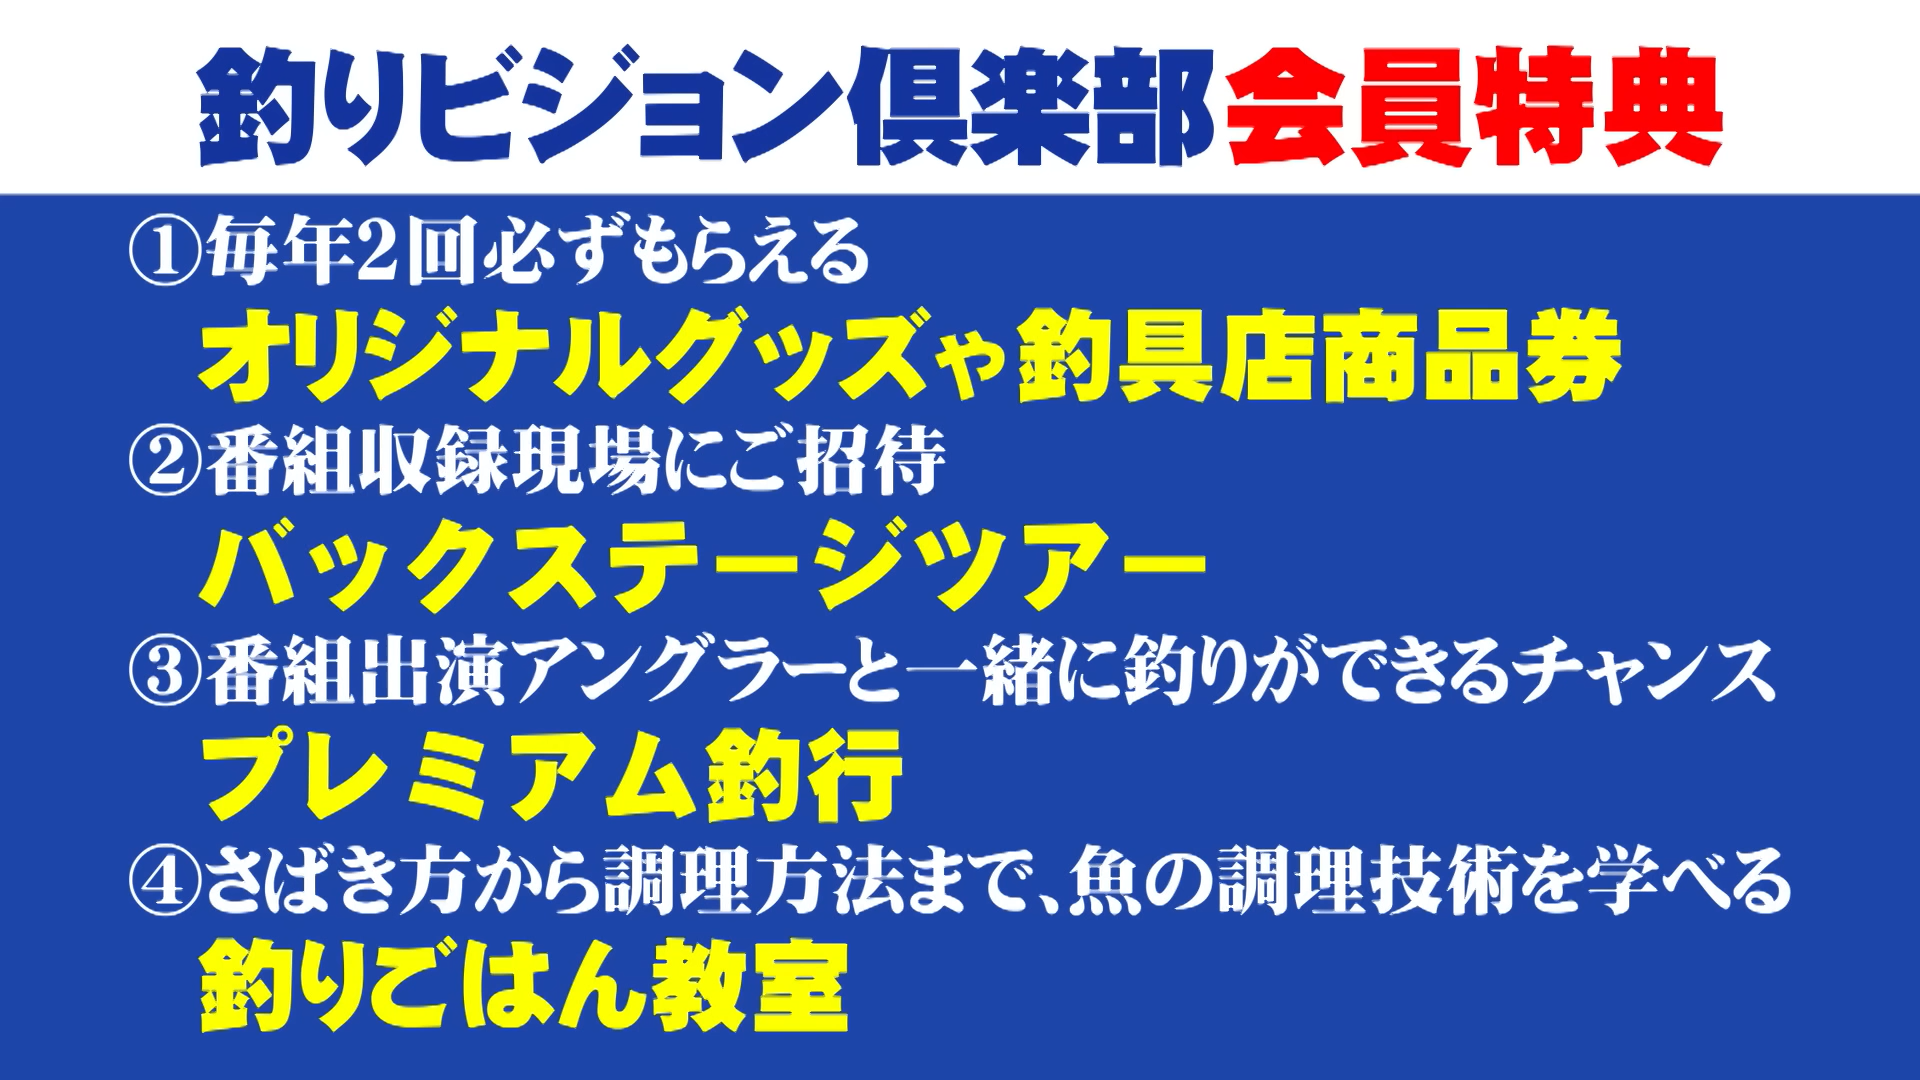 釣りビジョン倶楽部会員特典
①毎年2回必ずもらえる
オリジナルグッズや釣具店商品券
②番組収録現場にご招待
バックステージツアー
③番組出演アングラーと一緒に釣りができるチャンス
プレミアム釣行
④さばき方から調理方法まで、魚の調理技術を学べる
釣りごはん教室